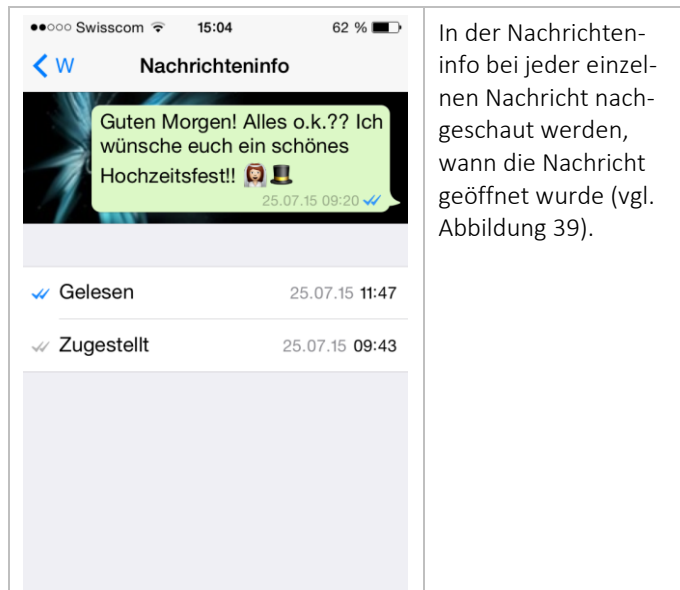 Swisscom 15:04 62 %
W Nachrichteninfo
Guten Morgen! Alles o.k.?? Ich
wünsche euch ein schönes
Hochzeitsfest!! 👰🎩
25.07.15 09:20
Gelesen 25.07.15 11:47
Zugestellt 25.07.15 09:43
In der Nachrichten-
info bei jeder einzel-
nen Nachricht nach-
geschaut werden,
wann die Nachricht
geöffnet wurde (vgl.
Abbildung 39).